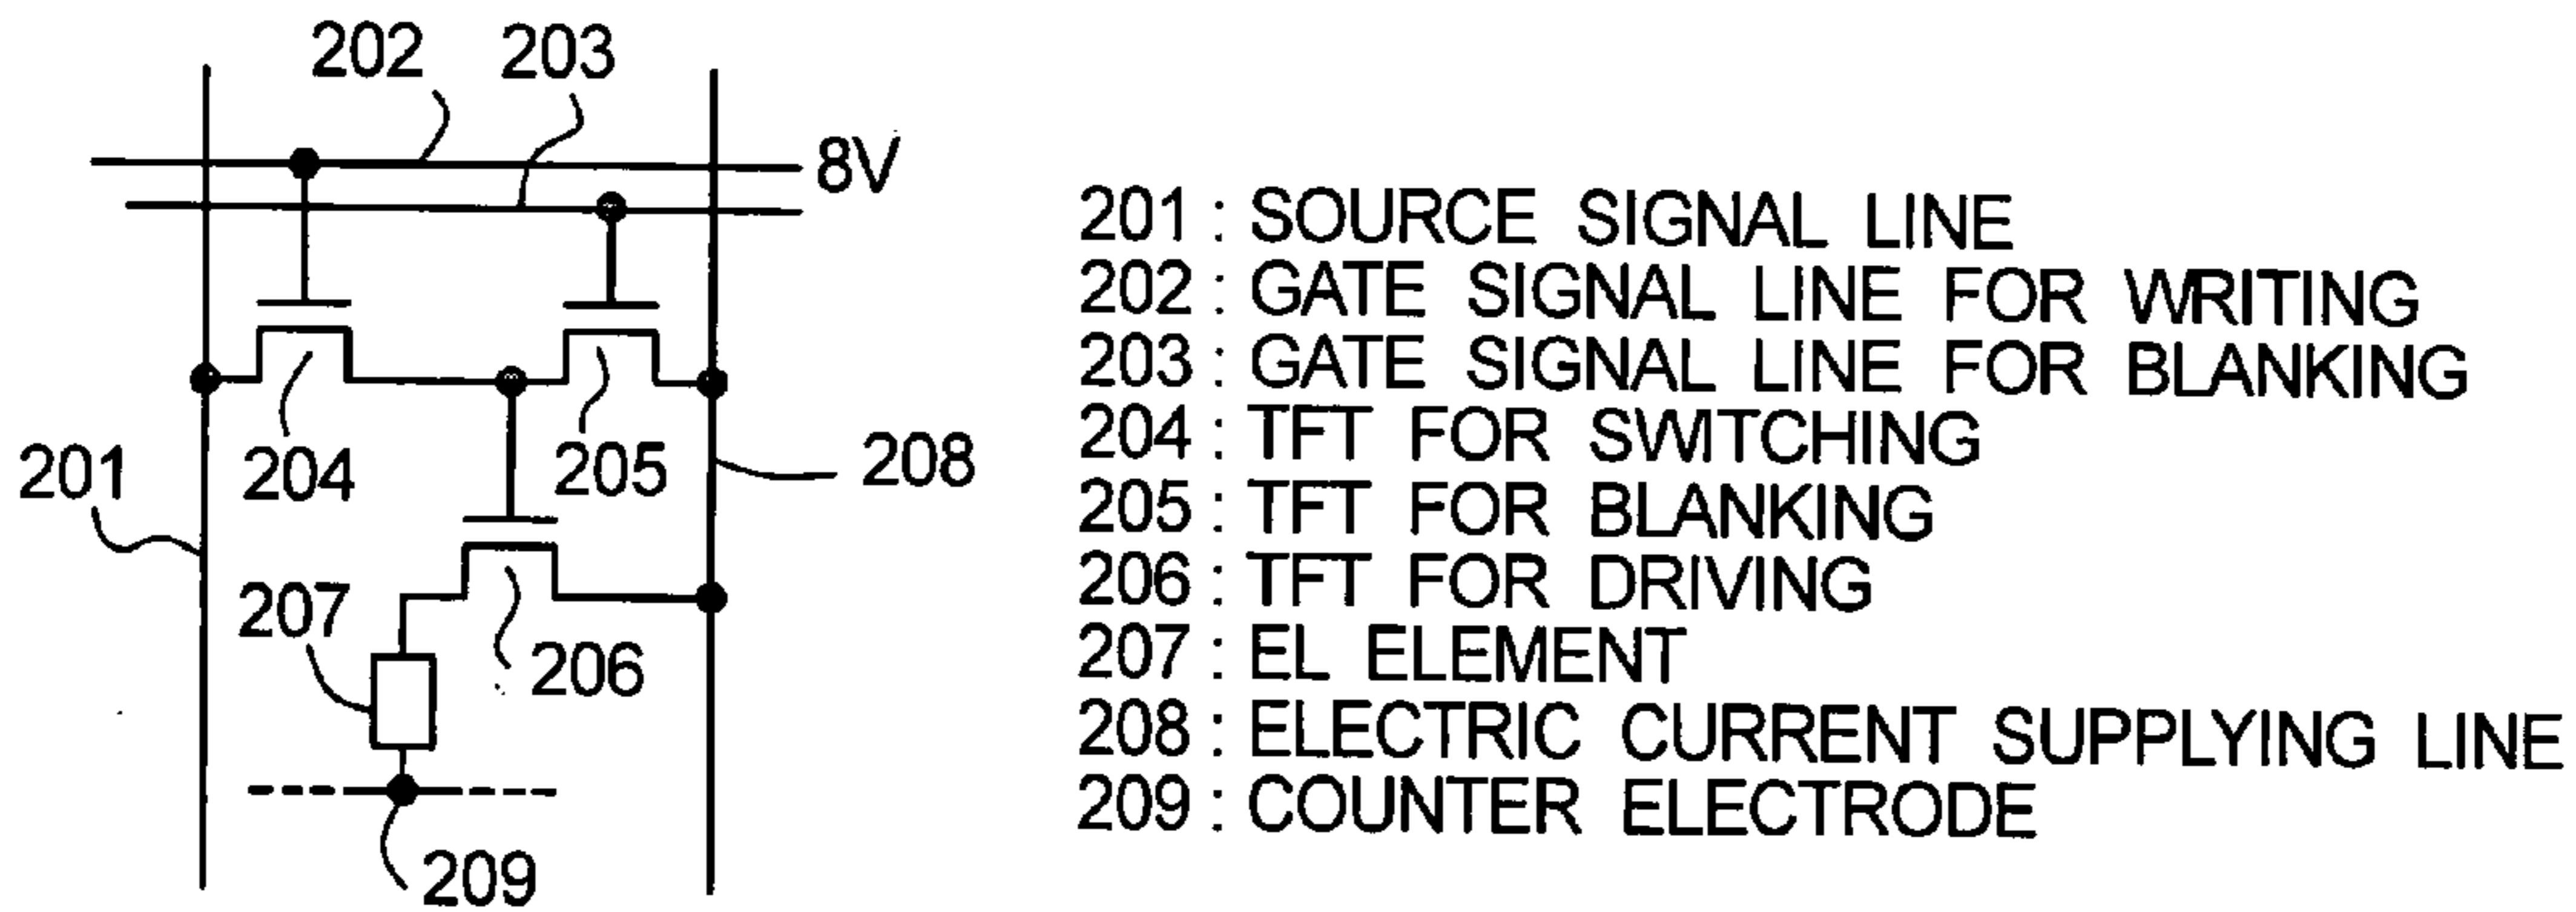 202 203
8V
201 204 205 208
207 206
209
201 : SOURCE SIGNAL LINE
202 : GATE SIGNAL LINE FOR WRITING
203 : GATE SIGNAL LINE FOR BLANKING
204 : TFT FOR SWITCHING
205 : TFT FOR BLANKING
206 : TFT FOR DRIVING
207 : EL ELEMENT
208 : ELECTRIC CURRENT SUPPLYING LINE
209 : COUNTER ELECTRODE